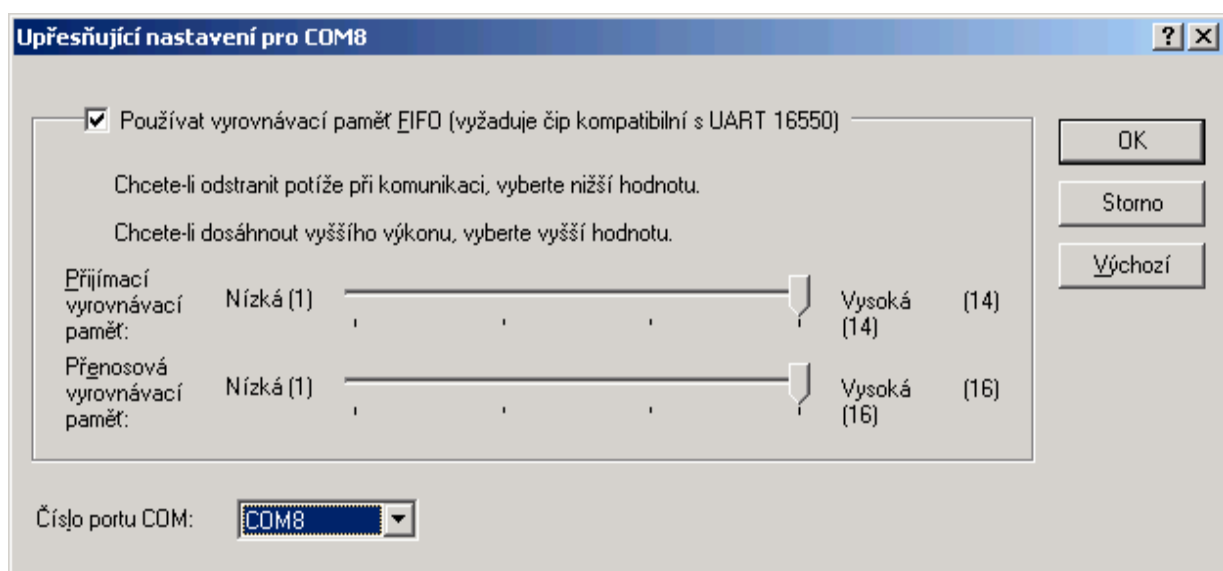 Upřesňující nastavení pro COM8
Používat vyrovnávací paměť FIFO (vyžaduje čip kompatibilní s UART 16550)
OK
Chcete-li odstranit potíže při komunikaci, vyberte nižší hodnotu.
Storno
Chcete-li dosáhnout vyššího výkonu, vyberte vyšší hodnotu.
Výchozí
Přijímací
vyrovnávací
paměť:
Nízká (1)
Vysoká
(14)
(14)
Přenosová
vyrovnávací
paměť:
Nízká (1)
Vysoká
(16)
(16)
Číslo portu COM:
COM8